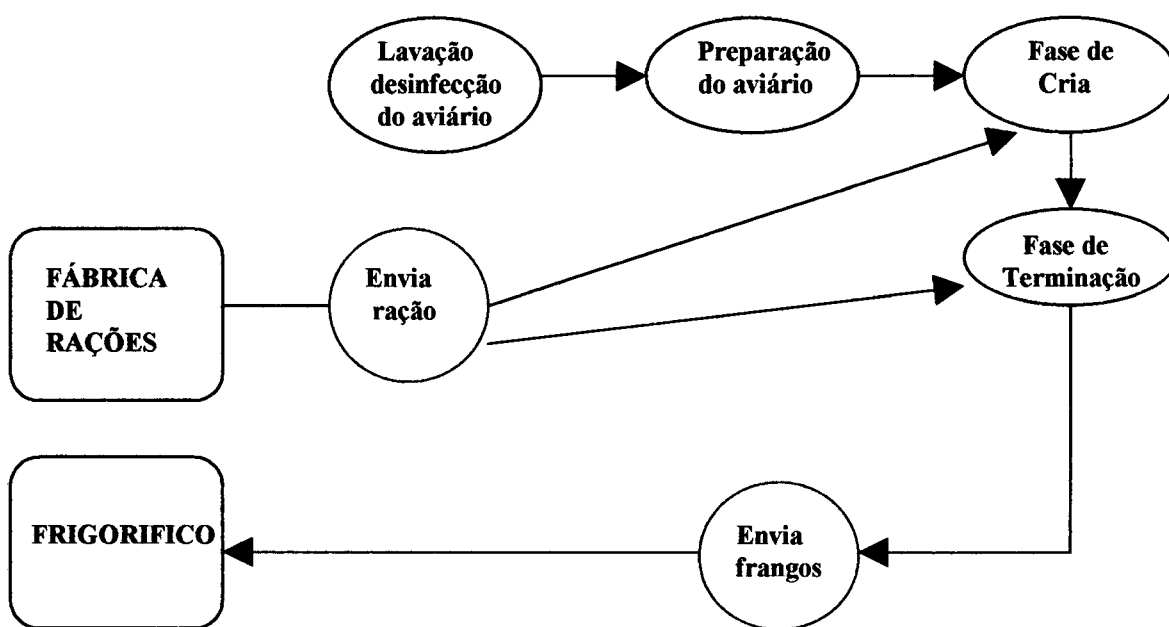 Lavação
desinfecção
do aviário
Preparação
do aviário
Fase de
Cria
Fase de
Terminação
FÁBRICA
DE
RAÇÕES
Envia
ração
FRIGORIFICO
Envia
frangos